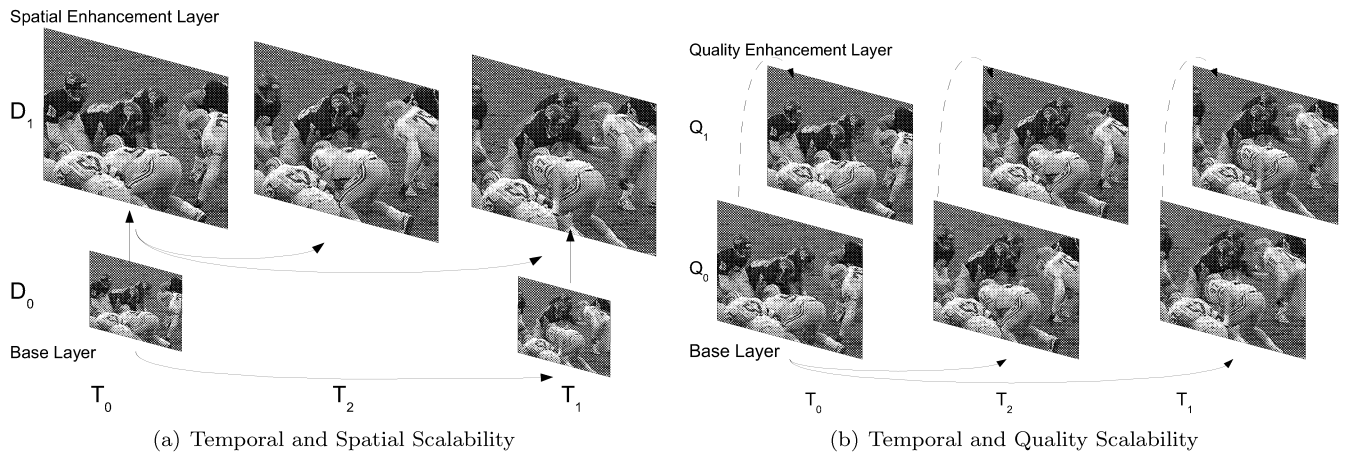 Spatial Enhancement Layer
D1
D0
Base Layer
T0 T2 T1
(a) Temporal and Spatial Scalability
Quality Enhancement Layer
Q1
Q0
Base Layer
T0 T2 T1
(b) Temporal and Quality Scalability